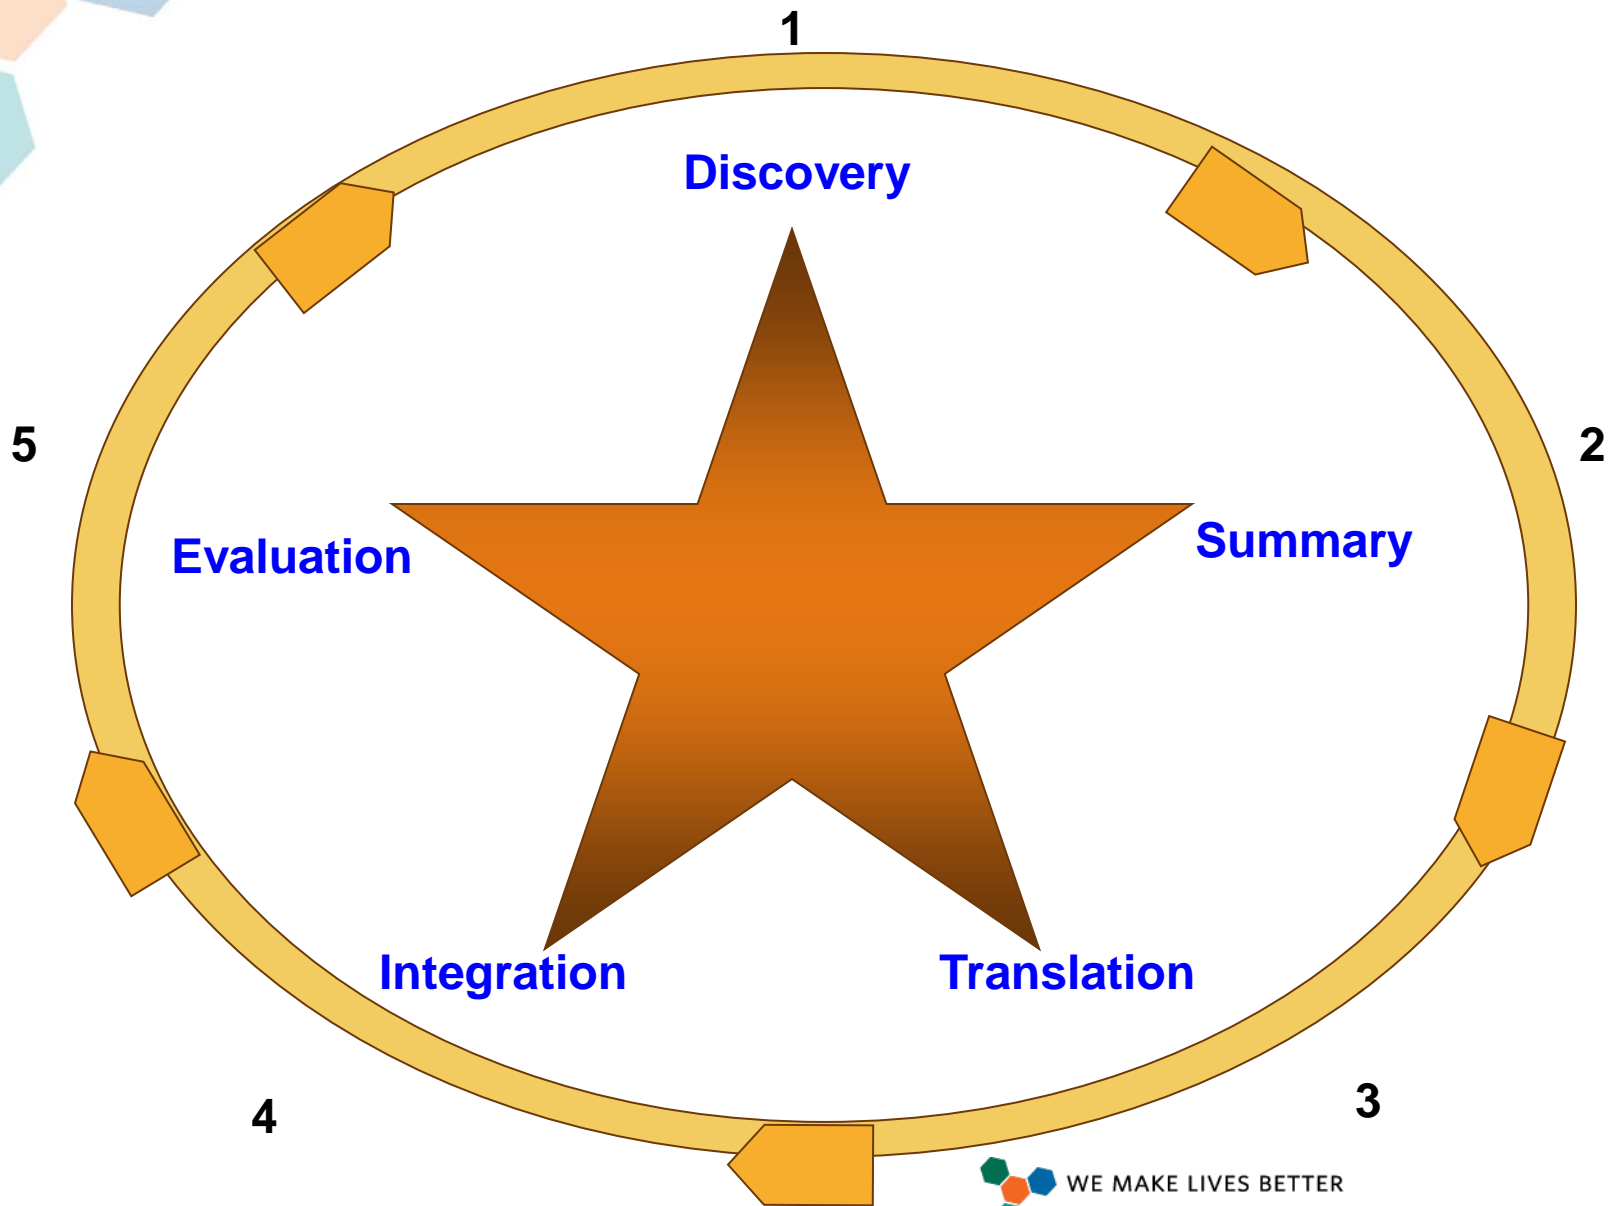 1
Discovery
5
2
Evaluation
Summary
Integration
Translation
4
3
WE MAKE LIVES BETTER